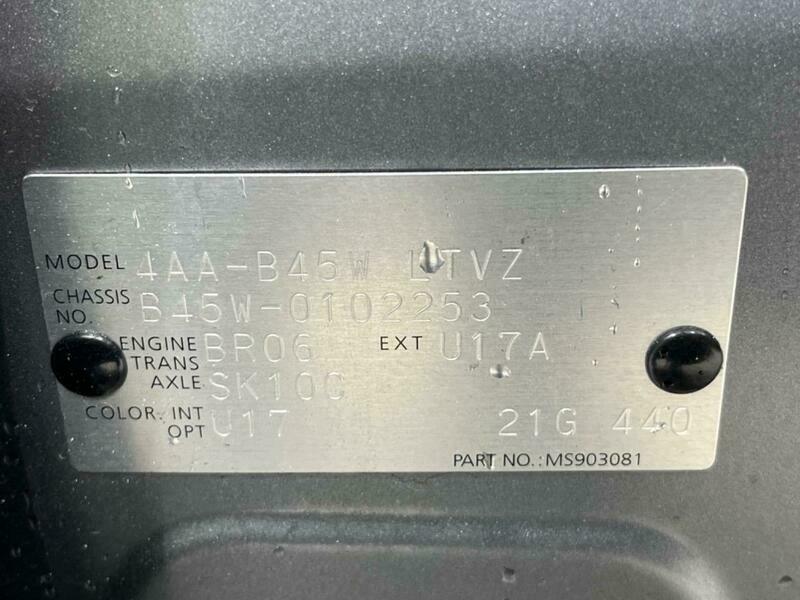 MODEL 4AA-B45W LTVZ
CHASSIS NO. B45W-0102253
ENGINE BR06 EXT U17A
TRANS AXLE SK10C
COLOR. INT U17 21G 440
OPT
PART NO.:MS903081